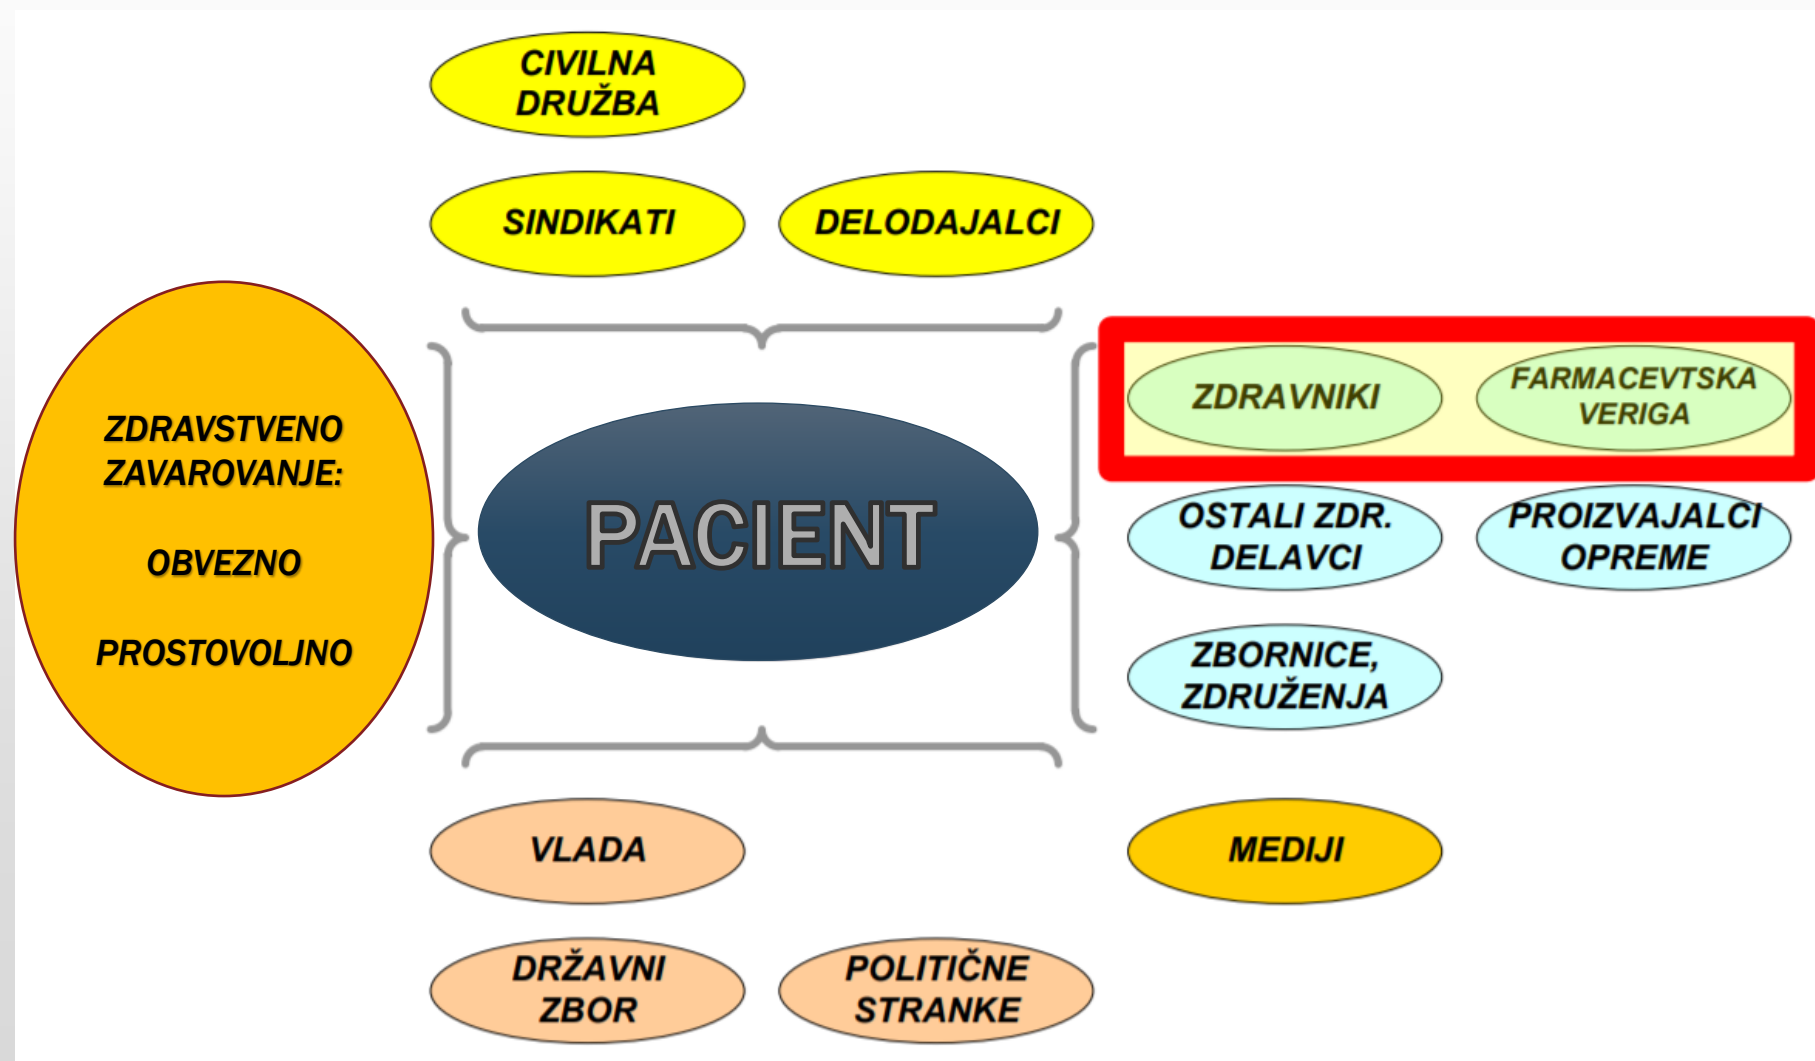 CIVILNA
DRUŽBA
SINDIKATI
DELODAJALCI
ZDRAVSTVENO
ZAVAROVANJE:
OBVEZNO
PROSTOVOLJNO
PACIENT
ZDRAVNIKI
FARMACEVTSKA
VERIGA
OSTALI ZDR.
DELAVCI
PROIZVAJALCI
OPREME
ZBORNICE,
ZDRUŽENJA
VLADA
MEDIJI
DRŽAVNI
ZBOR
POLITIČNE
STRANKE